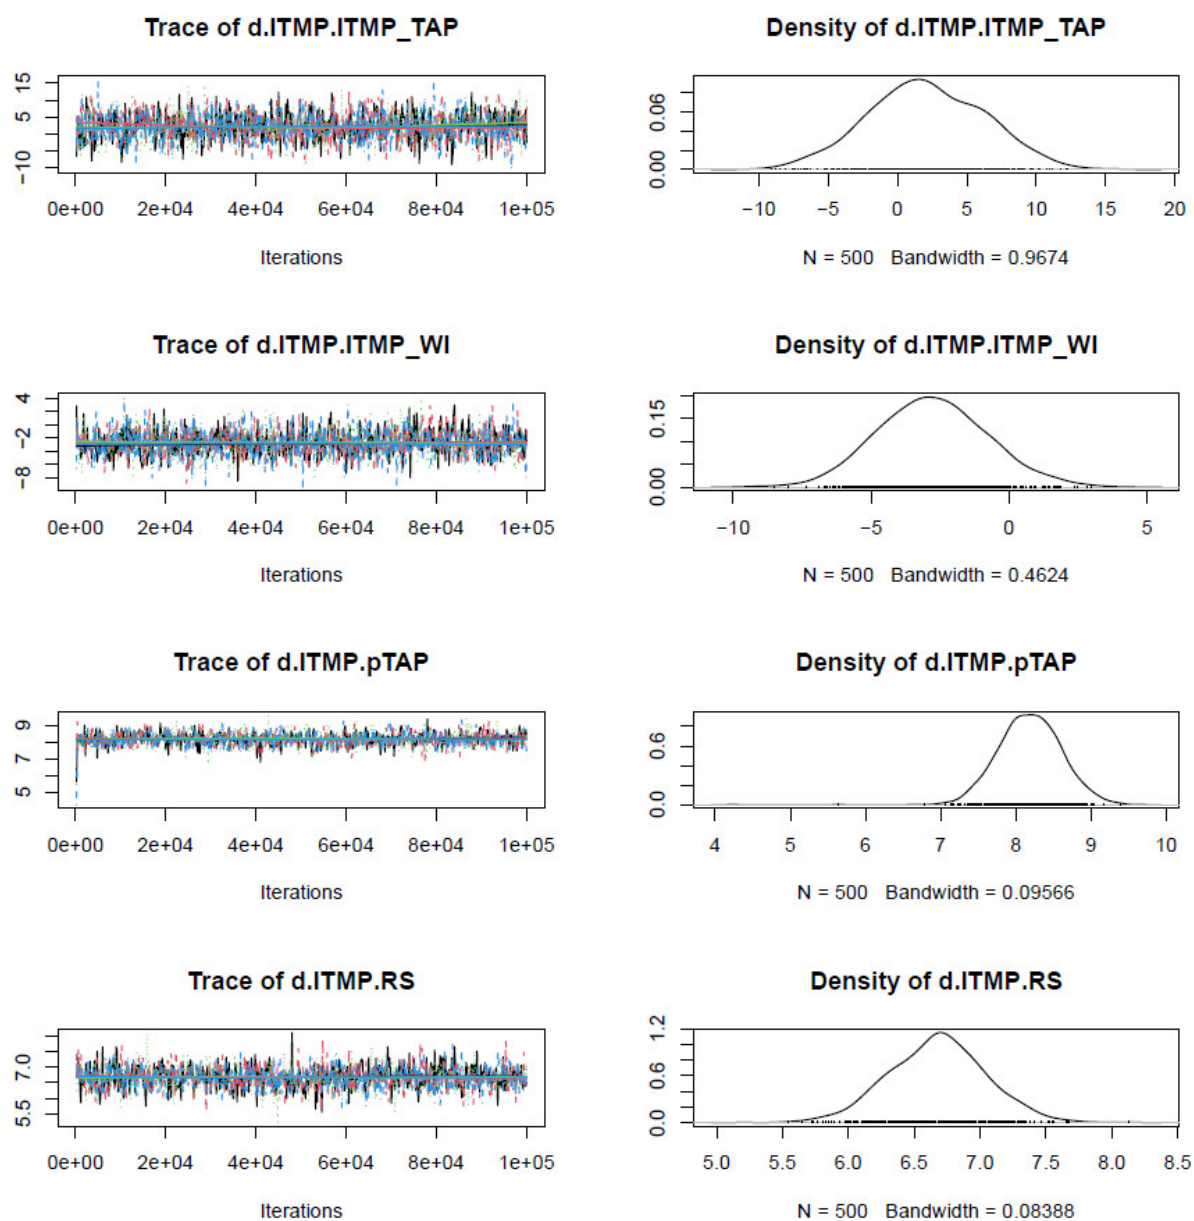 Trace of d.ITMP.ITMP_TAP
15
5
−10
0e+00 2e+04 4e+04 6e+04 8e+04 1e+05
Iterations
Density of d.ITMP.ITMP_TAP
0.06
0.00
−10 −5 0 5 10 15 20
N = 500 Bandwidth = 0.9674
Trace of d.ITMP.ITMP_WI
4
−2
−8
0e+00 2e+04 4e+04 6e+04 8e+04 1e+05
Iterations
Density of d.ITMP.ITMP_WI
0.15
0.00
−10 −5 0 5
N = 500 Bandwidth = 0.4624
Trace of d.ITMP.pTAP
9
7
5
0e+00 2e+04 4e+04 6e+04 8e+04 1e+05
Iterations
Density of d.ITMP.pTAP
0.6
0.0
4 5 6 7 8 9 10
N = 500 Bandwidth = 0.09566
Trace of d.ITMP.RS
7.0
5.5
0e+00 2e+04 4e+04 6e+04 8e+04 1e+05
Iterations
Density of d.ITMP.RS
1.2
0.6
0.0
5.0 5.5 6.0 6.5 7.0 7.5 8.0 8.5
N = 500 Bandwidth = 0.08388